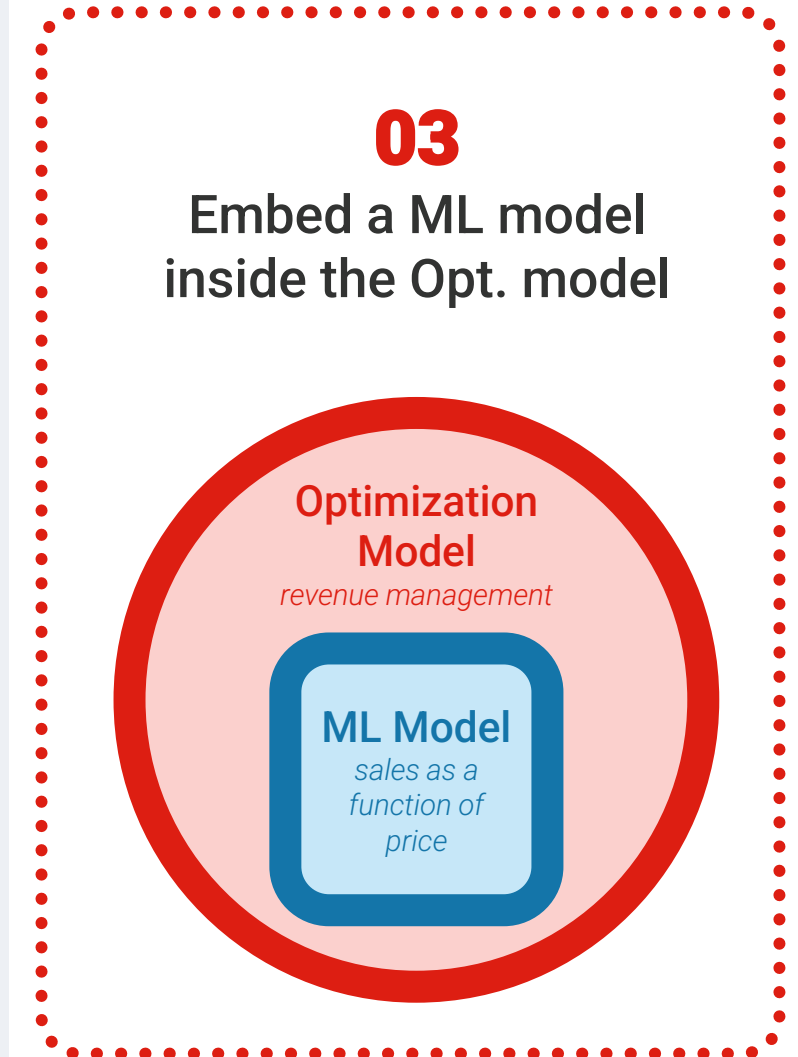 03
Embed a ML model
inside the Opt. model
Optimization
Model
revenue management
ML Model
sales as a
function of
price